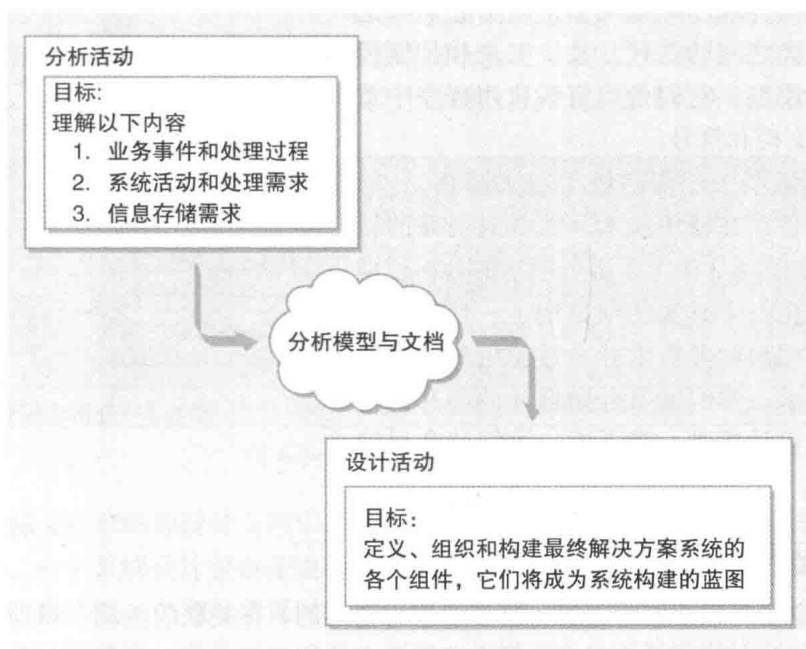 分析活动
目标:
理解以下内容
1. 业务事件和处理过程
2. 系统活动和处理需求
3. 信息存储需求
分析模型与文档
设计活动
目标:
定义、组织和构建最终解决方案系统的
各个组件，它们将成为系统构建的蓝图